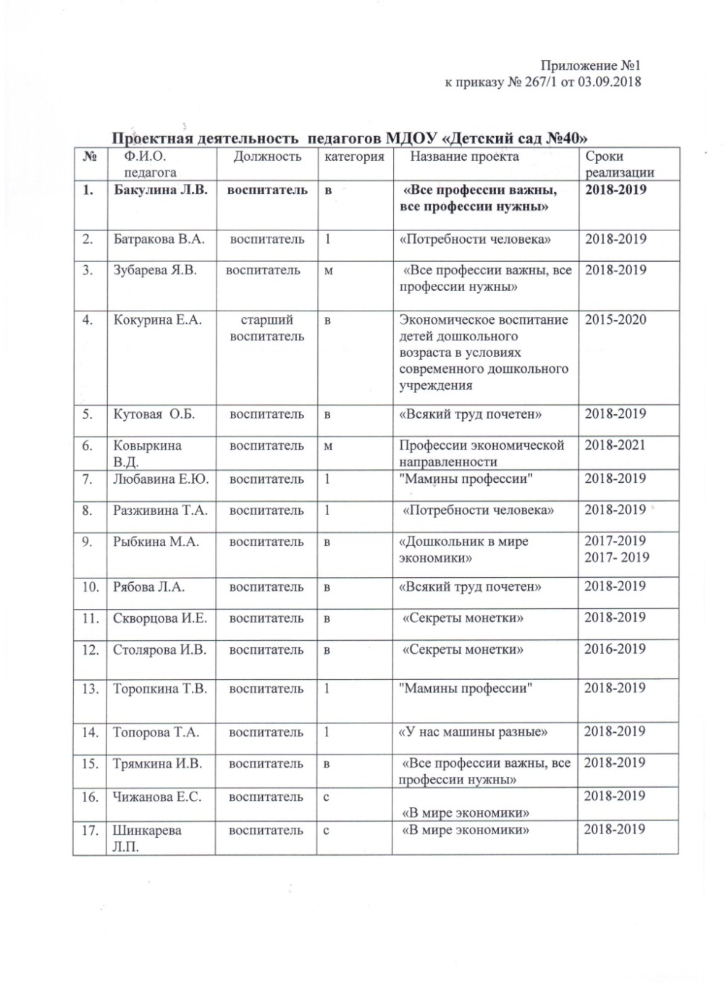 Приложение №1
к приказу № 267/1 от 03.09.2018
Проектная деятельность педагогов МДОУ «Детский сад №40»
№ Ф.И.О. Должность категория Название проекта Сроки
педагога реализации
1. Бакулина Л.В. воспитатель в «Все профессии важны, 2018-2019
все профессии нужны»
2. Батракова В.А. воспитатель 1 «Потребности человека» 2018-2019
3. Зубарева Я.В. воспитатель м «Все профессии важны, все 2018-2019
профессии нужны»
4. Кокурина Е.А. старший в Экономическое воспитание 2015-2020
воспитатель детей дошкольного
возраста в условиях
современного дошкольного
учреждения
5. Кутовая О.Б. воспитатель в «Всякий труд почетен» 2018-2019
6. Ковыркина воспитатель м Профессии экономической 2018-2021
В.Д. направленности
7. Любавина Е.Ю. воспитатель 1 "Мамины профессии" 2018-2019
8. Разживина Т.А. воспитатель 1 «Потребности человека» 2018-2019
9. Рыбкина М.А. воспитатель в «Дошкольник в мире 2017-2019
экономики» 2017- 2019
10. Рябова Л.А. воспитатель в «Всякий труд почетен» 2018-2019
11. Скворцова И.Е. воспитатель в «Секреты монетки» 2018-2019
12. Столярова И.В. воспитатель в «Секреты монетки» 2016-2019
13. Торопкина Т.В. воспитатель 1 "Мамины профессии" 2018-2019
14. Топорова Т.А. воспитатель 1 «У нас машины разные» 2018-2019
15. Трямкина И.В. воспитатель в «Все профессии важны, все 2018-2019
профессии нужны»
16. Чижанова Е.С. воспитатель с 2018-2019
«В мире экономики»
17. Шинкарева воспитатель с «В мире экономики» 2018-2019
Л.П.